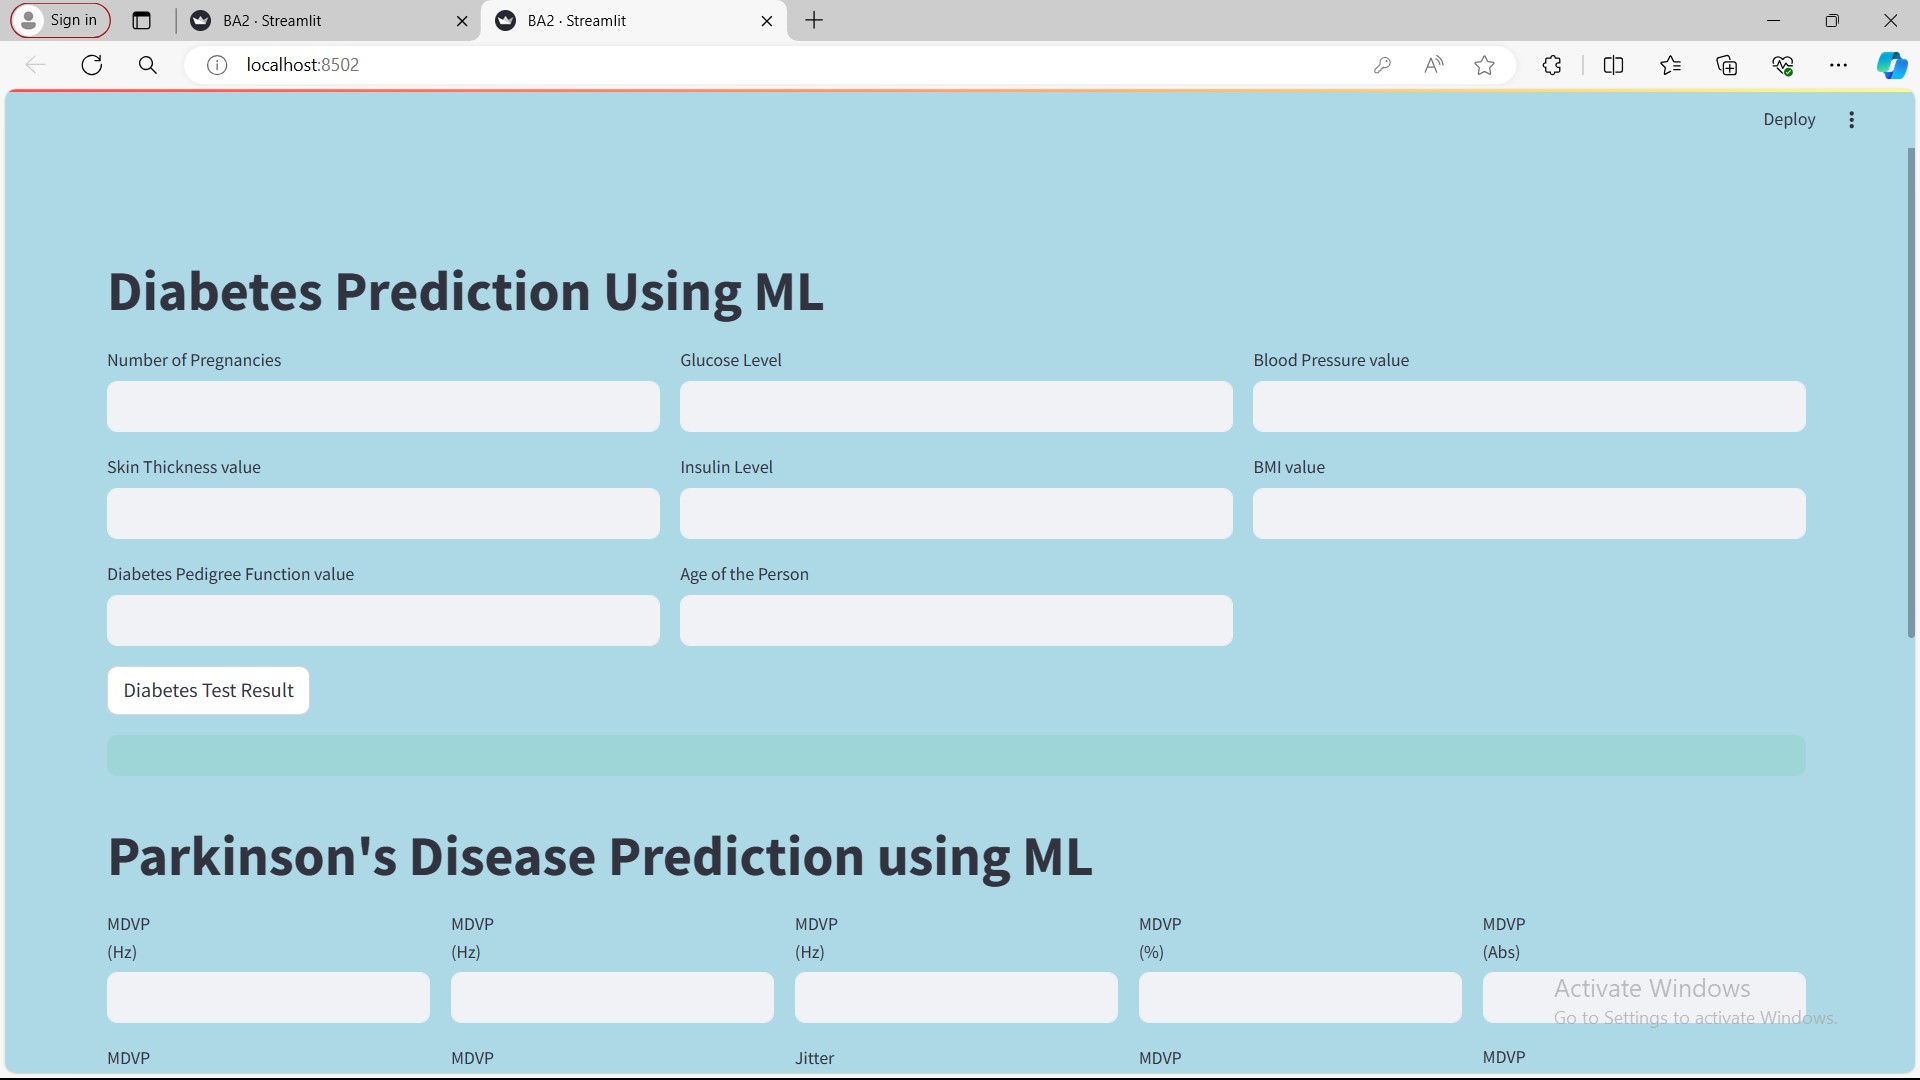 Sign in
BA2 · Streamlit
BA2 · Streamlit
localhost:8502
Deploy
Diabetes Prediction Using ML
Number of Pregnancies
Glucose Level
Blood Pressure value
Skin Thickness value
Insulin Level
BMI value
Diabetes Pedigree Function value
Age of the Person
Diabetes Test Result
Parkinson's Disease Prediction using ML
MDVP
(Hz)
MDVP
(Hz)
MDVP
(Hz)
MDVP
(%)
MDVP
(Abs)
Activate Windows
Go to Settings to activate Windows.
MDVP
MDVP
Jitter
MDVP
MDVP